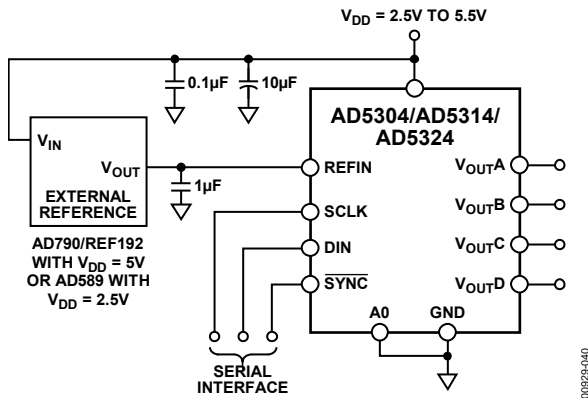 VDD = 2.5V TO 5.5V
0.1µF
10µF
AD5304/AD5314/
AD5324
VIN
VOUT
EXTERNAL
REFERENCE
1µF
REFIN
SCLK
DIN
SYNC
VOUTA
VOUTB
VOUTC
VOUTD
A0
GND
AD790/REF192
WITH VDD = 5V
OR AD589 WITH
VDD = 2.5V
SERIAL
INTERFACE
00929-040